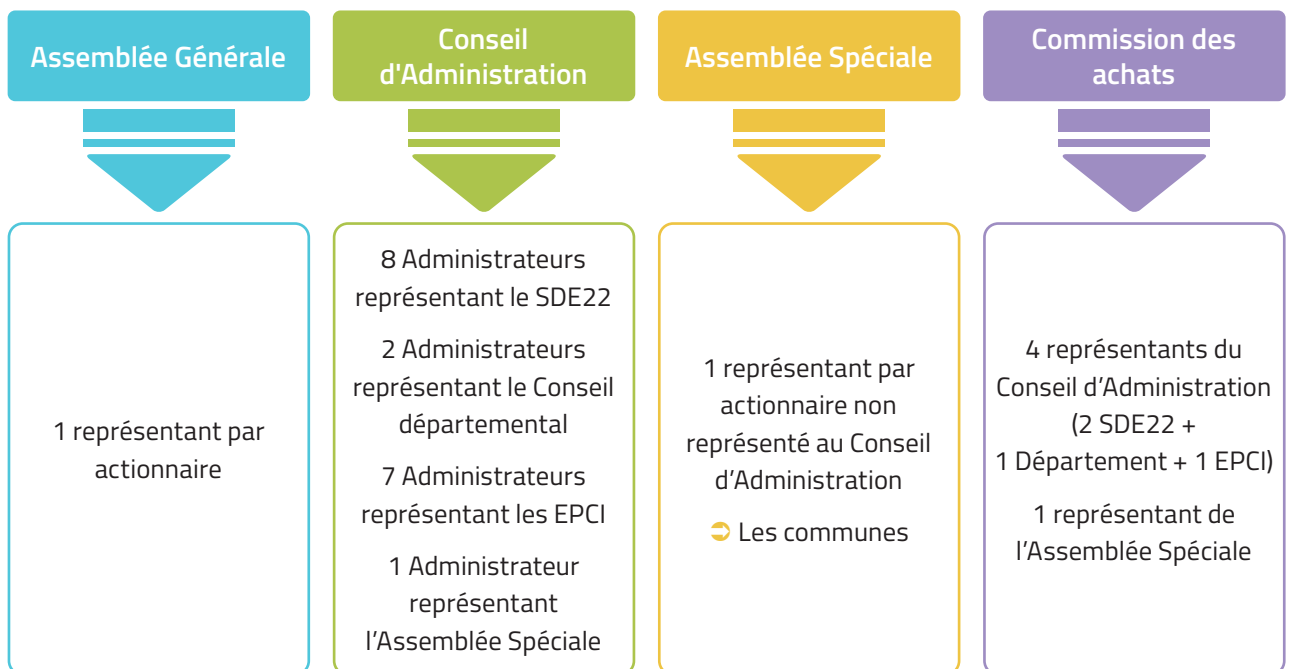 Assemblée Générale
1 représentant par
actionnaire
Conseil
d'Administration
8 Administrateurs
représentant le SDE22
2 Administrateurs
représentant le Conseil
départemental
7 Administrateurs
représentant les EPCI
1 Administrateur
représentant
l’Assemblée Spéciale
Assemblée Spéciale
1 représentant par
actionnaire non
représenté au Conseil
d’Administration
➲ Les communes
Commission des
achats
4 représentants du
Conseil d’Administration
(2 SDE22 +
1 Département + 1 EPCI)
1 représentant de
l’Assemblée Spéciale